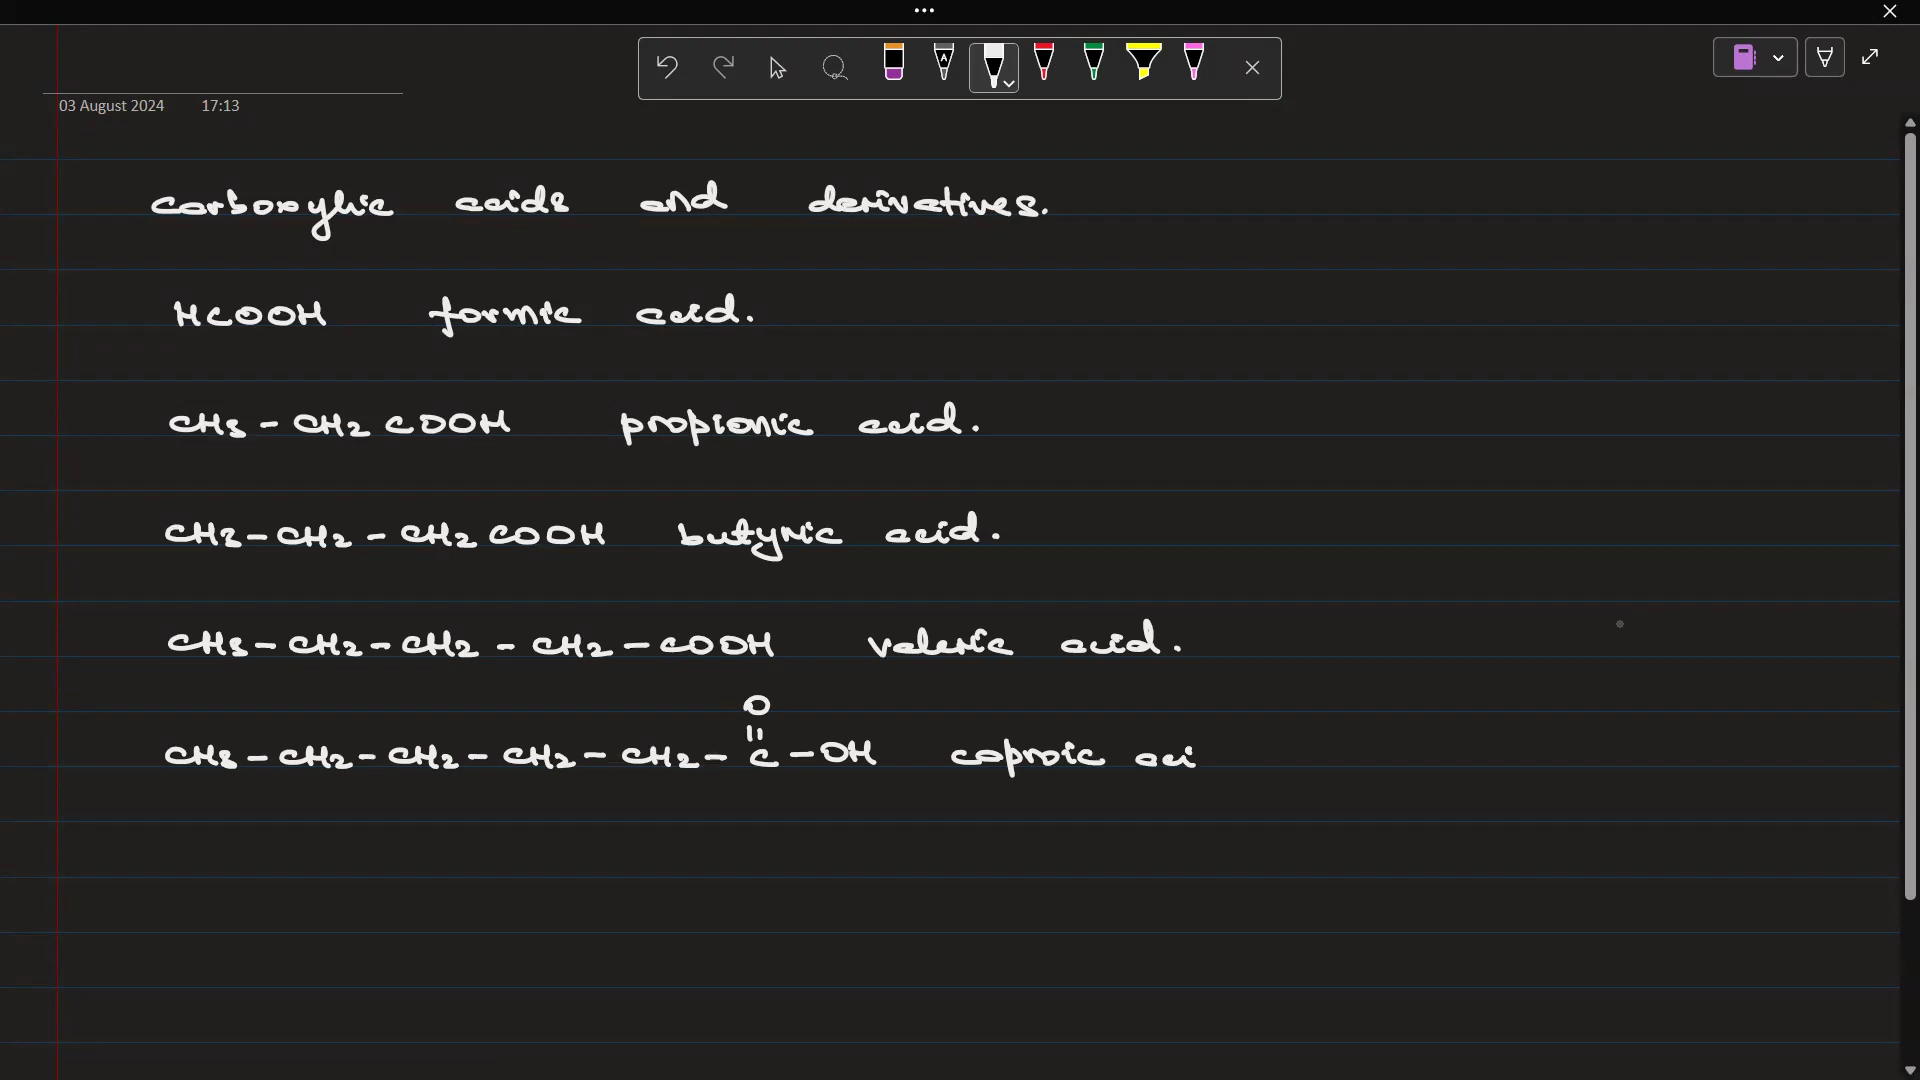 03 August 2024 17:13
carboxylic acids and derivatives.
HCOOH formic acid.
CH3 - CH2 COOH propionic acid.
CH3 - CH2 - CH2 COOH butyric acid.
CH3 - CH2 - CH2 - CH2 - COOH valeric acid.
O
CH3 - CH2 - CH2 - CH2 - CH2 - C - OH caproic aci